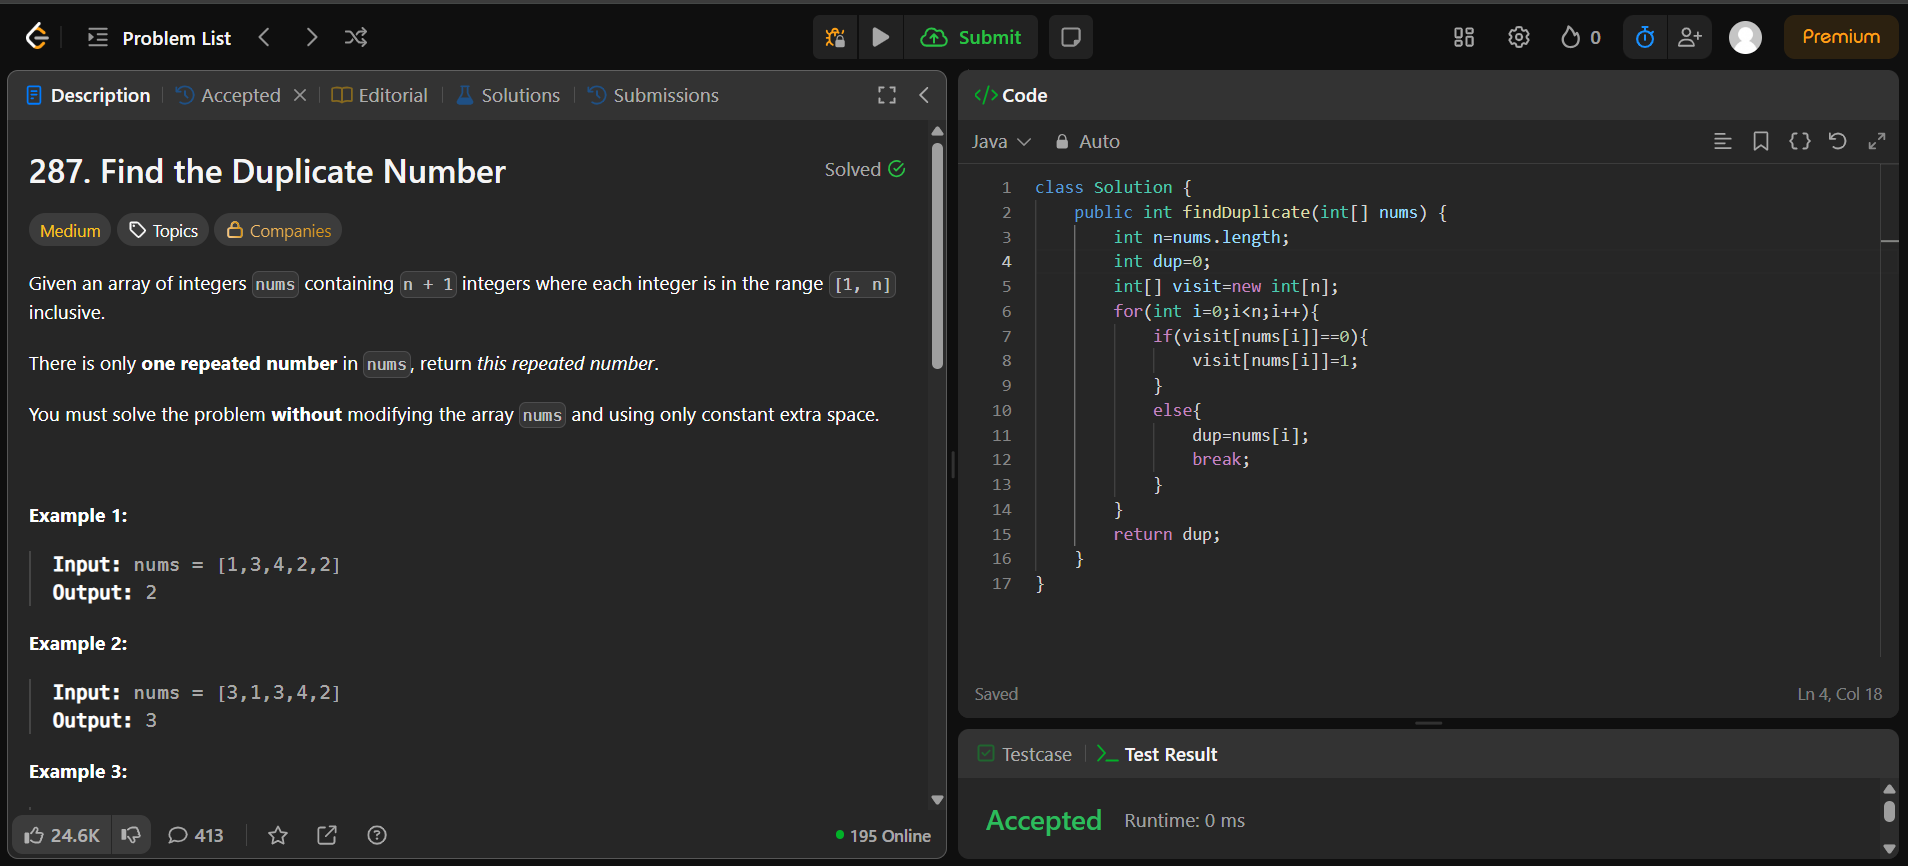 Problem List
Submit
0
Premium
Description
Accepted
Editorial
Solutions
Submissions
287. Find the Duplicate Number
Solved
Medium
Topics
Companies
Given an array of integers nums containing n + 1 integers where each integer is in the range [1, n]
inclusive.
There is only one repeated number in nums, return this repeated number.
You must solve the problem without modifying the array nums and using only constant extra space.
Example 1:
Input: nums = [1,3,4,2,2]
Output: 2
Example 2:
Input: nums = [3,1,3,4,2]
Output: 3
Example 3:
24.6K
413
195 Online
</> Code
Java
Auto
1 class Solution {
2 public int findDuplicate(int[] nums) {
3 int n=nums.length;
4 int dup=0;
5 int[] visit=new int[n];
6 for(int i=0;i<n;i++){
7 if(visit[nums[i]]==0){
8 visit[nums[i]]=1;
9 }
10 else{
11 dup=nums[i];
12 break;
13 }
14 }
15 return dup;
16 }
17 }
Saved
Ln 4, Col 18
Testcase
Test Result
Accepted
Runtime: 0 ms